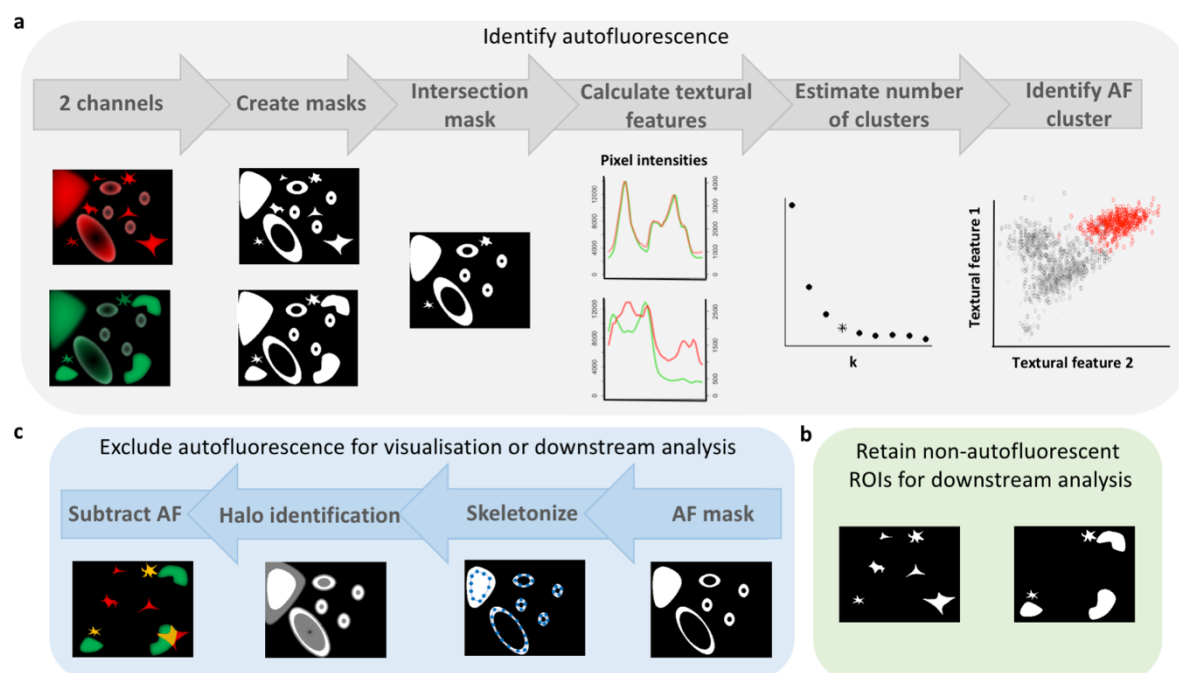 a
Identify autofluorescence
2 channels
Create masks
Intersection
mask
Calculate textural
features
Estimate number
of clusters
Identify AF
cluster
Pixel intensities
12000
8000
4000
0
4000
3000
2000
1000
0
12000
8000
4000
0
2500
1500
500
0
k
Textural feature 1
Textural feature 2
c
Exclude autofluorescence for visualisation or downstream analysis
Subtract AF
Halo identification
Skeletonize
AF mask
b
Retain non-autofluorescent
ROIs for downstream analysis